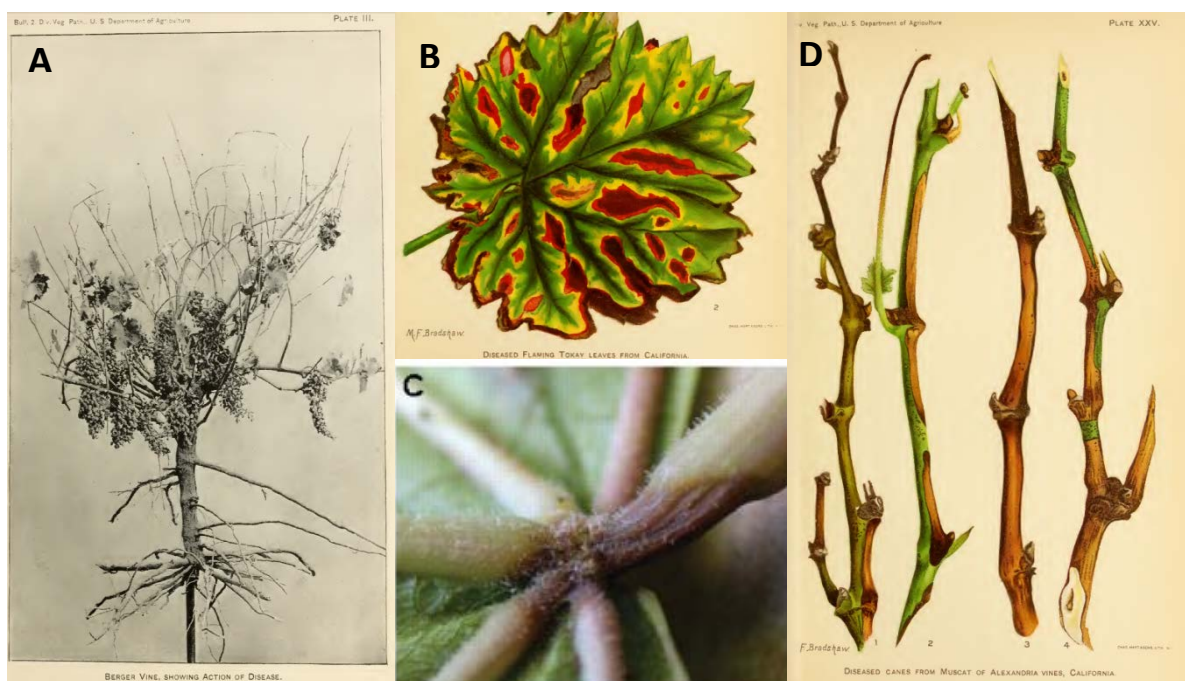 Bull. 2 Div. Veg. Path. U. S. Department of Agriculture
PLATE III.
A
BERGER VINE, SHOWING ACTION OF DISEASE.
B
2
M.F. Bradshaw
DISEASED FLAMING TOKAY LEAVES FROM CALIFORNIA.
C
Veg Path., U. S. Department of Agriculture
PLATE XXV.
D
1
2
3
4
F. Bradshaw
DISEASED CANES FROM MUSCAT OF ALEXANDRIA VINES, CALIFORNIA.